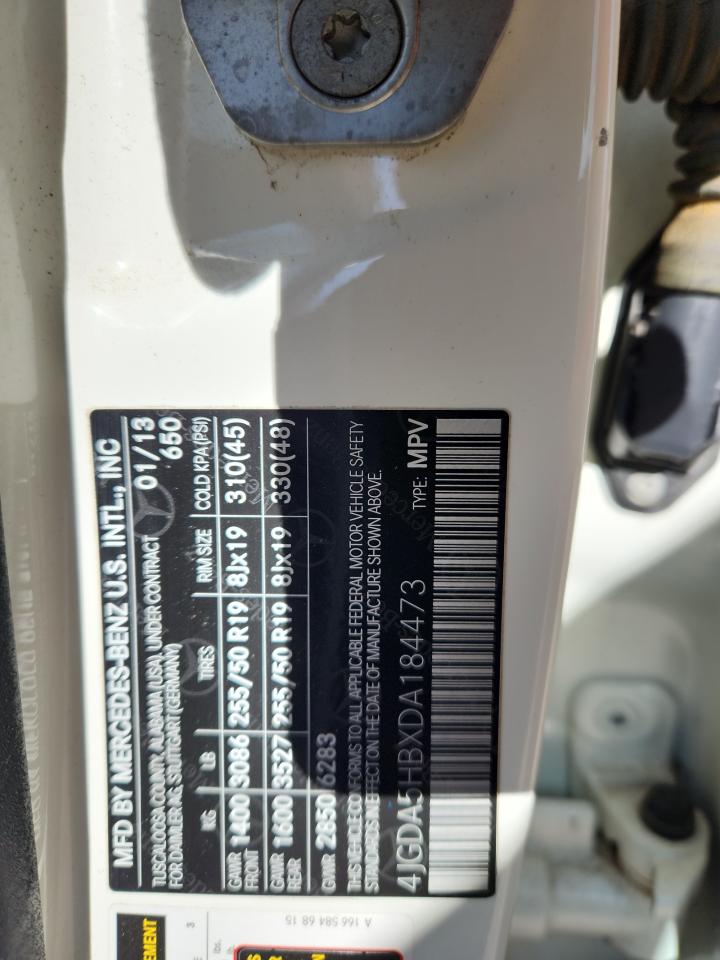 MFD BY MERCEDES-BENZ U.S. INTL., INC
TUSCALOOSA COUNTY, ALABAMA (USA), UNDER CONTRACT 01/13
FOR DAIMLER AG, STUTTGART (GERMANY) 650
KG LB TIRES RIM SIZE COLD KPA (PSI)
GAWR FRONT 1400 3086 255/50 R19 8Jx19 310(45)
GAWR REAR 1600 3527 255/50 R19 8Jx19 330(48)
GVWR 2850 6283
THIS VEHICLE CONFORMS TO ALL APPLICABLE FEDERAL MOTOR VEHICLE SAFETY
STANDARDS IN EFFECT ON THE DATE OF MANUFACTURE SHOWN ABOVE.
4JGDA5HBXDA184473 TYPE: MPV
A 166 584 68 15
3
lbs.